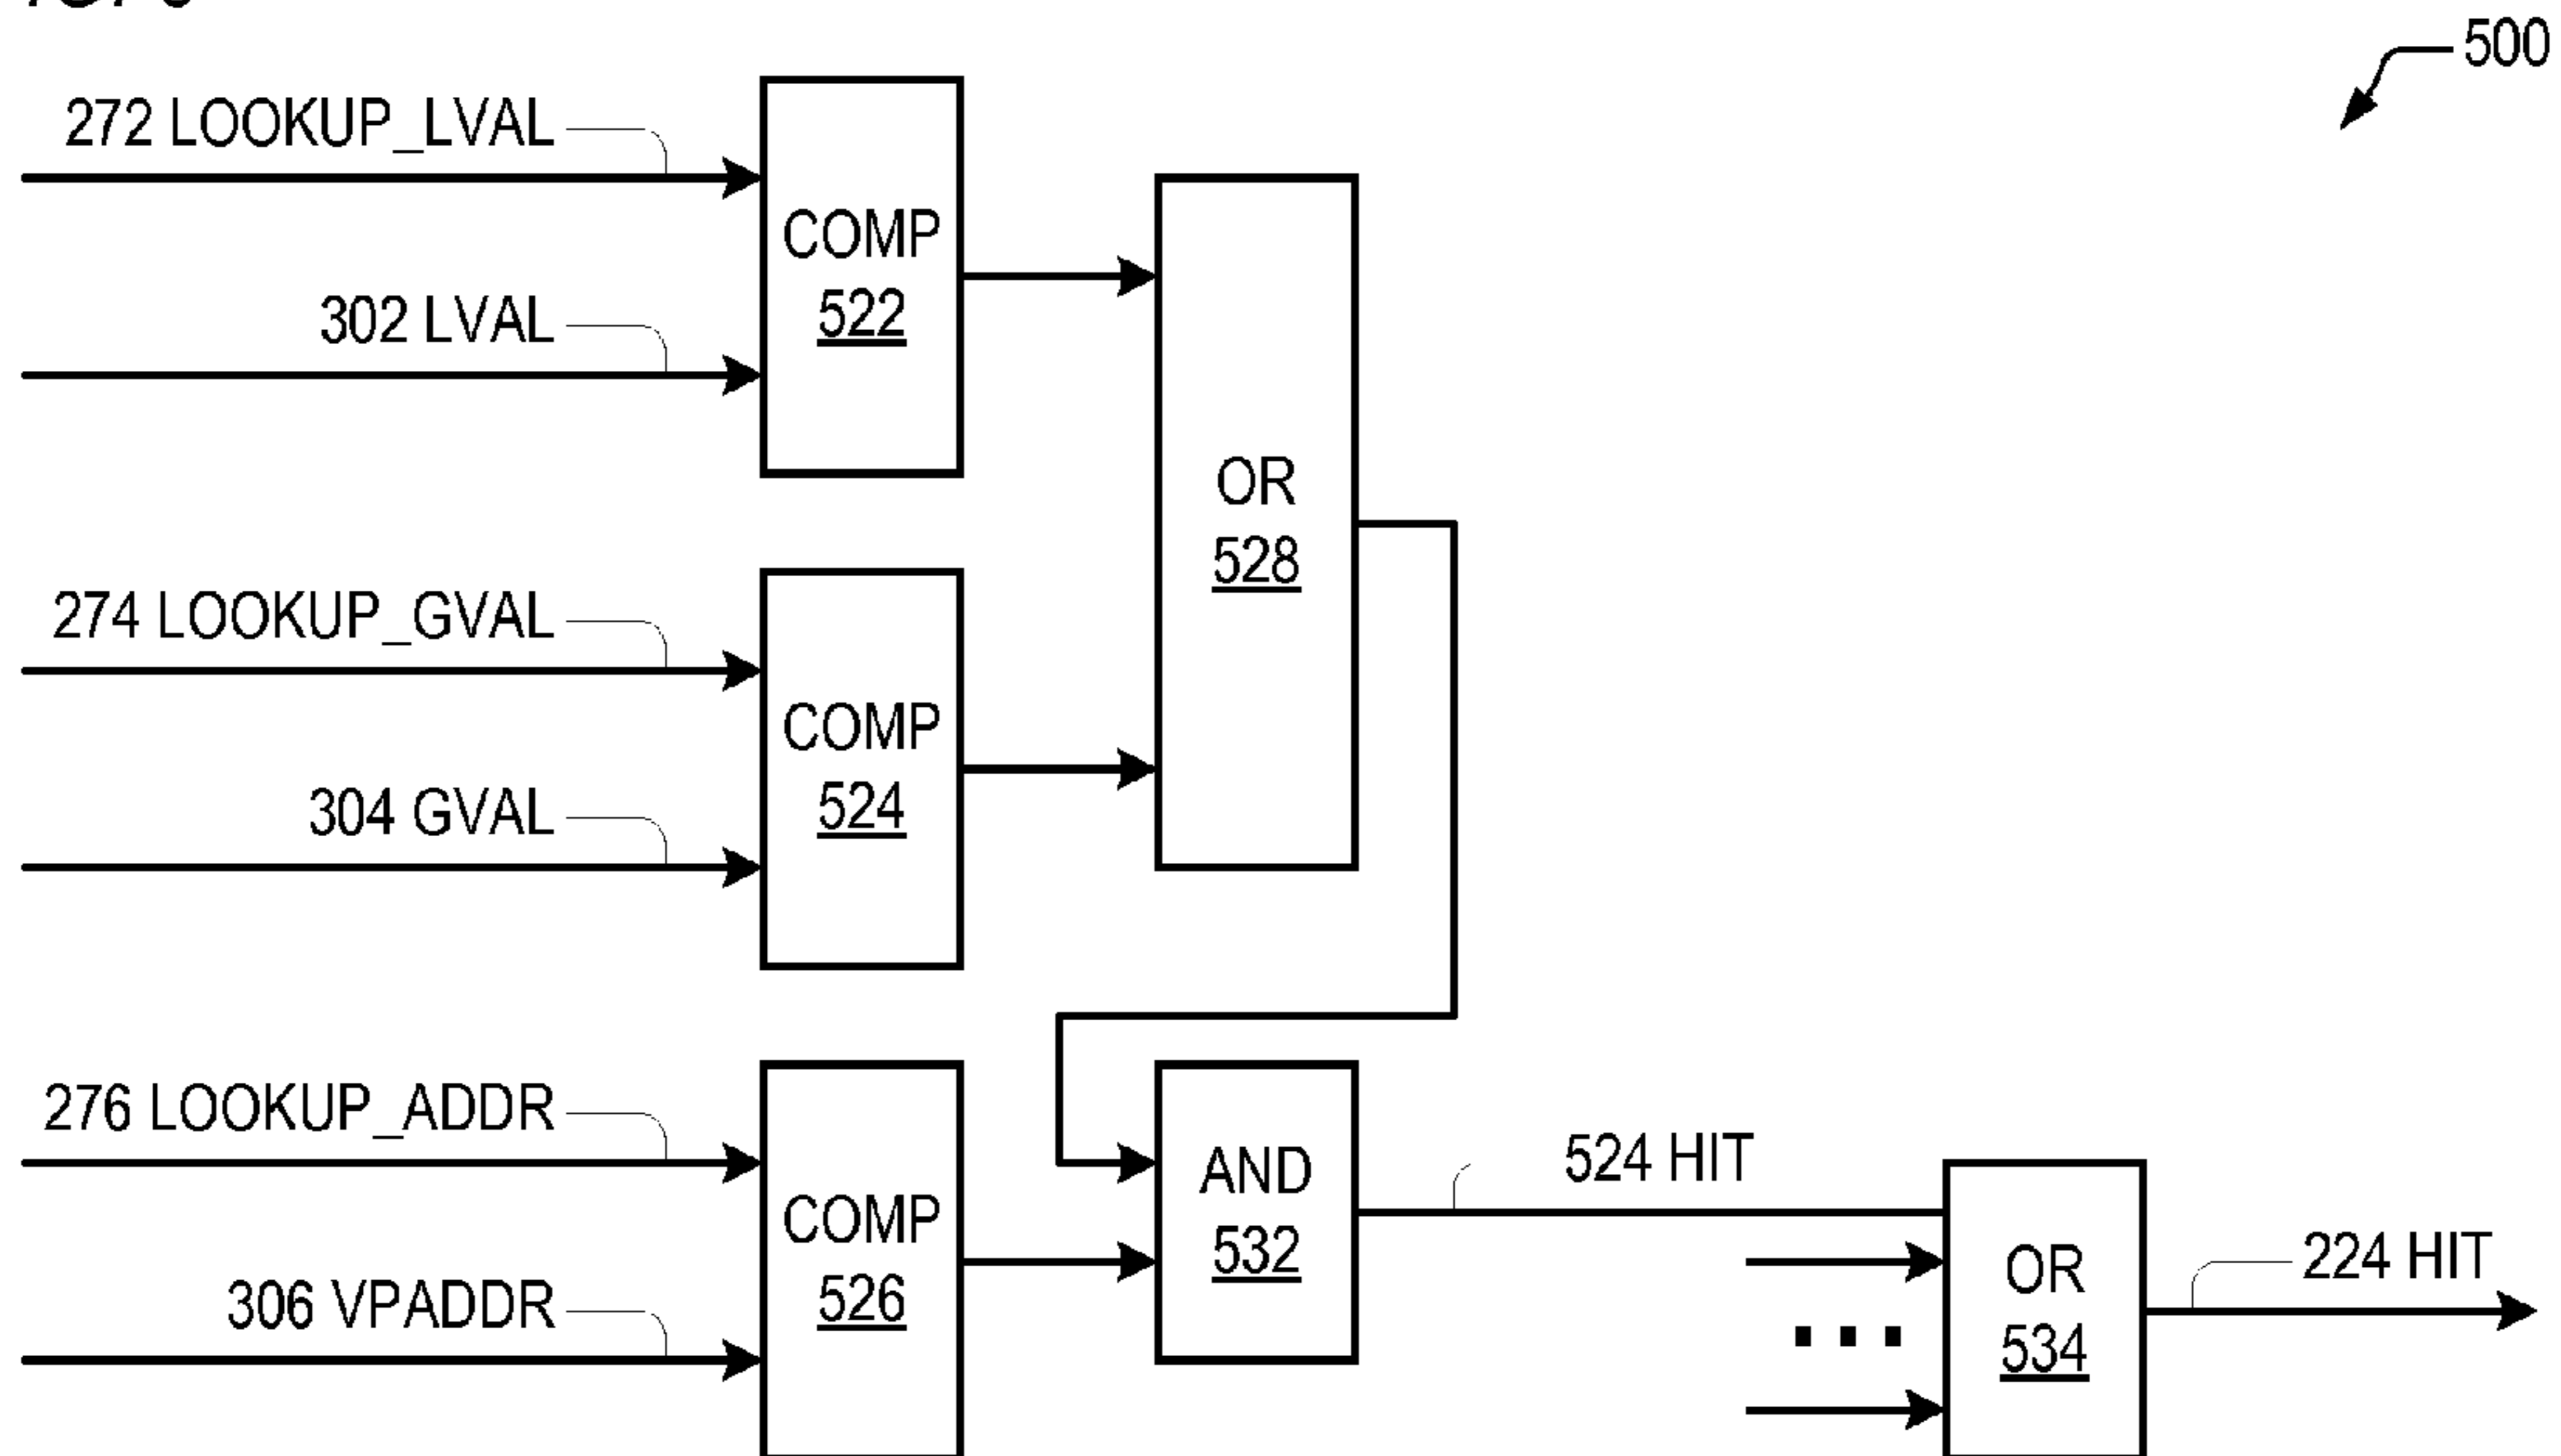 500
272 LOOKUP_LVAL
COMP
522
302 LVAL
OR
528
274 LOOKUP_GVAL
COMP
524
304 GVAL
276 LOOKUP_ADDR
COMP
526
306 VPADDR
AND
532
524 HIT
OR
534
224 HIT